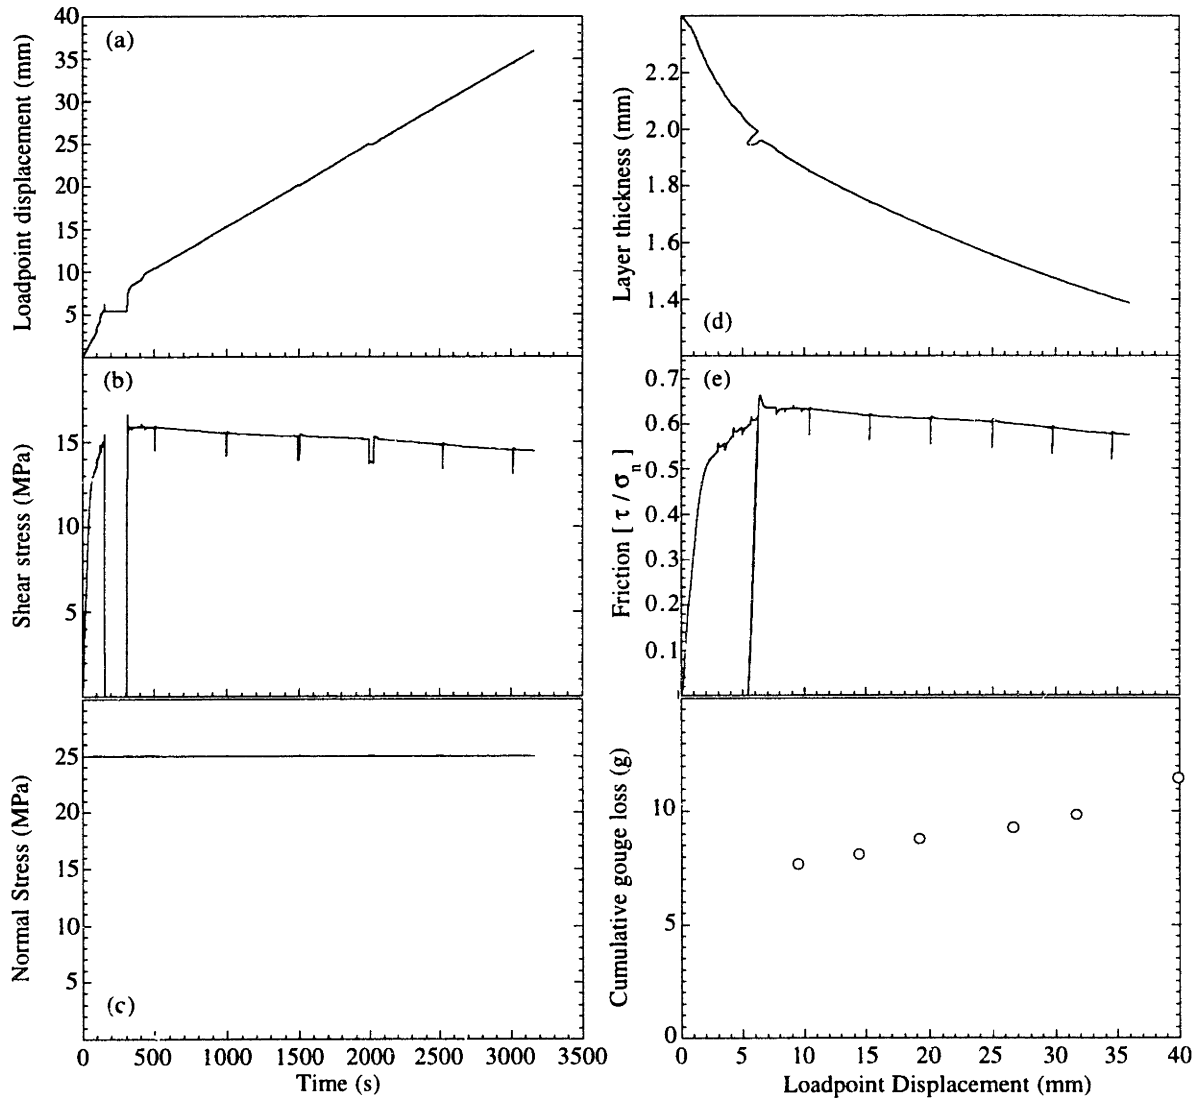 40
35
30
25
20
15
10
5
Loadpoint displacement (mm)
(a)
2.2
2.0
1.8
1.6
1.4
Layer thickness (mm)
(d)
15
10
5
Shear stress (MPa)
(b)
0.7
0.6
0.5
0.4
0.3
0.2
0.1
Friction [ τ / σn ]
(e)
25
20
15
10
5
Normal Stress (MPa)
(c)
0 500 1000 1500 2000 2500 3000 3500
Time (s)
10
5
0
Cumulative gouge loss (g)
0 5 10 15 20 25 30 35 40
Loadpoint Displacement (mm)